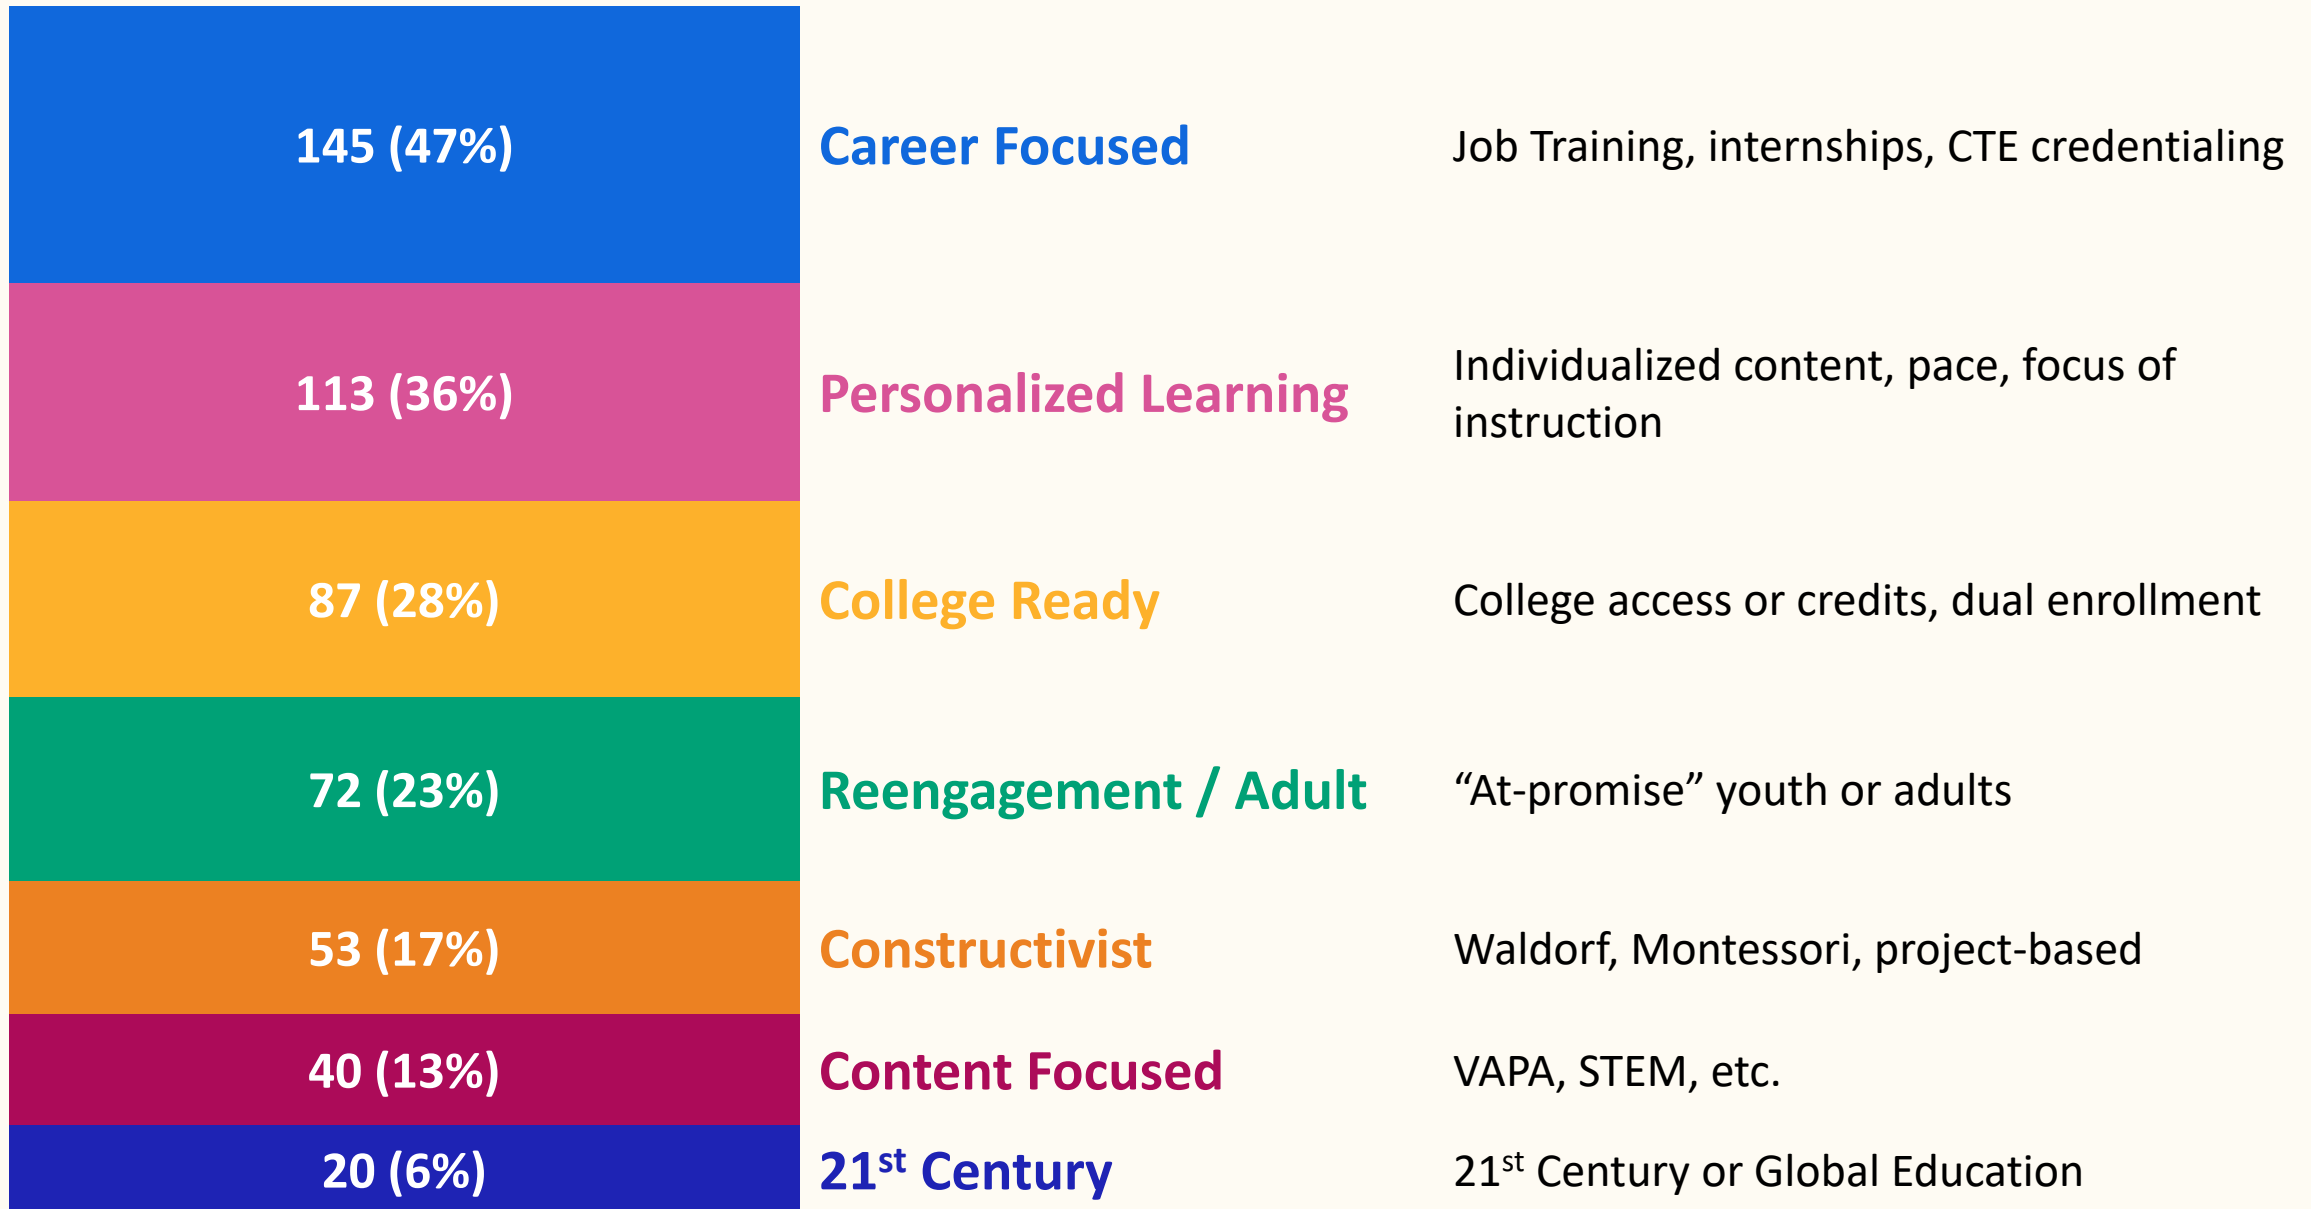 145 (47%) Career Focused Job Training, internships, CTE credentialing
113 (36%) Personalized Learning Individualized content, pace, focus of
instruction
87 (28%) College Ready College access or credits, dual enrollment
72 (23%) Reengagement / Adult “At-promise” youth or adults
53 (17%) Constructivist Waldorf, Montessori, project-based
40 (13%) Content Focused VAPA, STEM, etc.
20 (6%) 21st Century 21st Century or Global Education